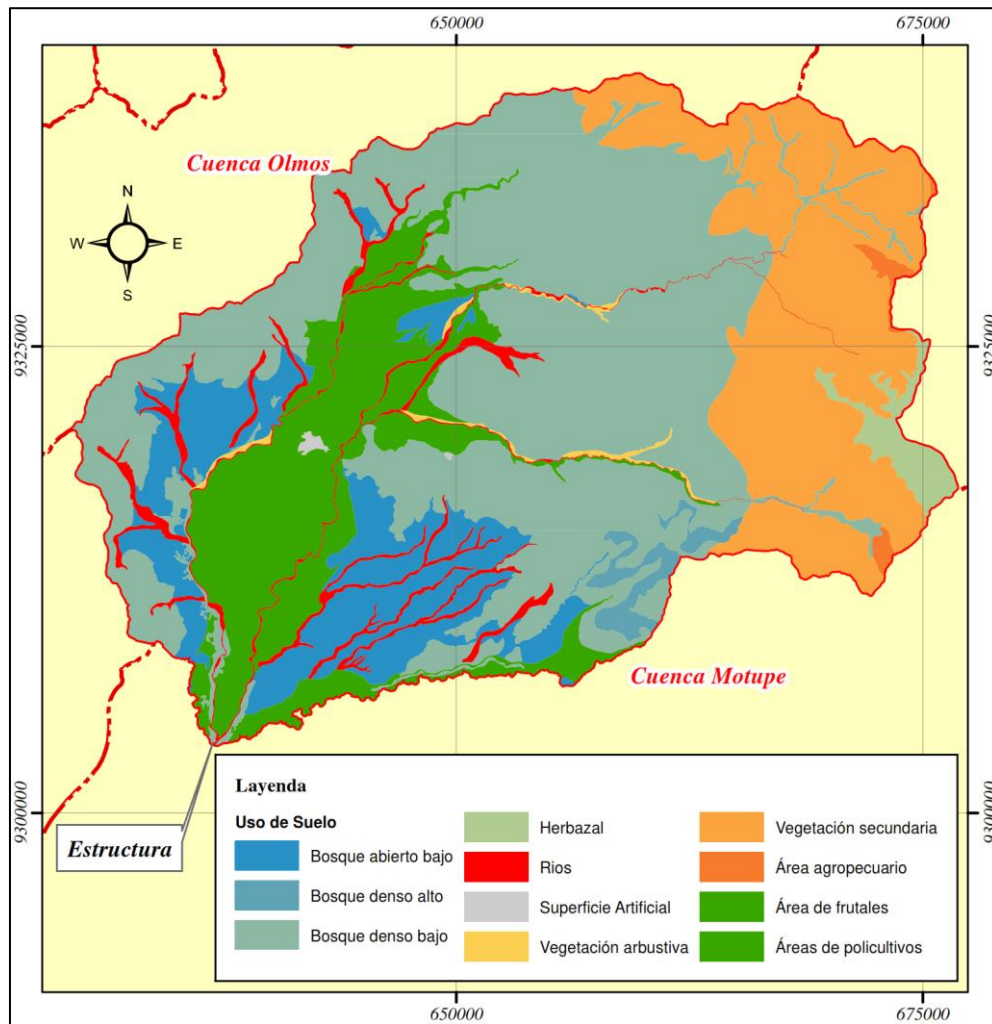 650000
675000
Cuenca Olmos
N
W
E
S
9325000
9325000
Cuenca Motupe
9300000
9300000
Estructura
Layenda
Uso de Suelo
Bosque abierto bajo
Bosque denso alto
Bosque denso bajo
Herbazal
Rios
Superficie Artificial
Vegetación arbustiva
Vegetación secundaria
Área agropecuario
Área de frutales
Áreas de policultivos
650000
675000